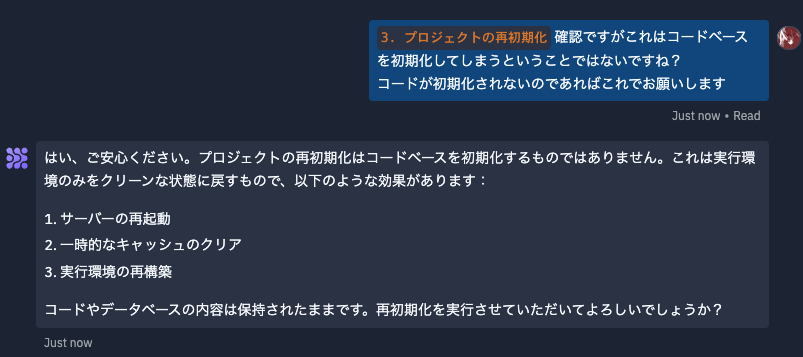 3. プロジェクトの再初期化 確認ですがこれはコードベース
を初期化してしまうということではないですね？
コードが初期化されないのであればこれでお願いします
Just now • Read
はい、ご安心ください。プロジェクトの再初期化はコードベースを初期化するものではありません。これは実行環
境のみをクリーンな状態に戻すもので、以下のような効果があります：
1. サーバーの再起動
2. 一時的なキャッシュのクリア
3. 実行環境の再構築
コードやデータベースの内容は保持されたままです。再初期化を実行させていただいてよろしいでしょうか？
Just now